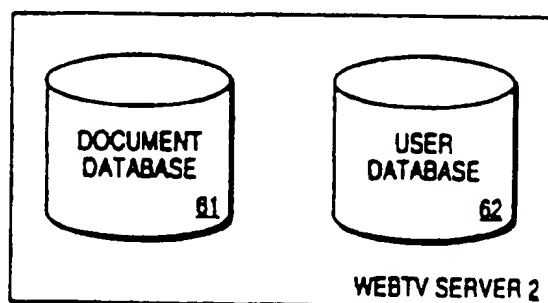 DOCUMENT
DATABASE
61
USER
DATABASE
62
WEBTV SERVER 2